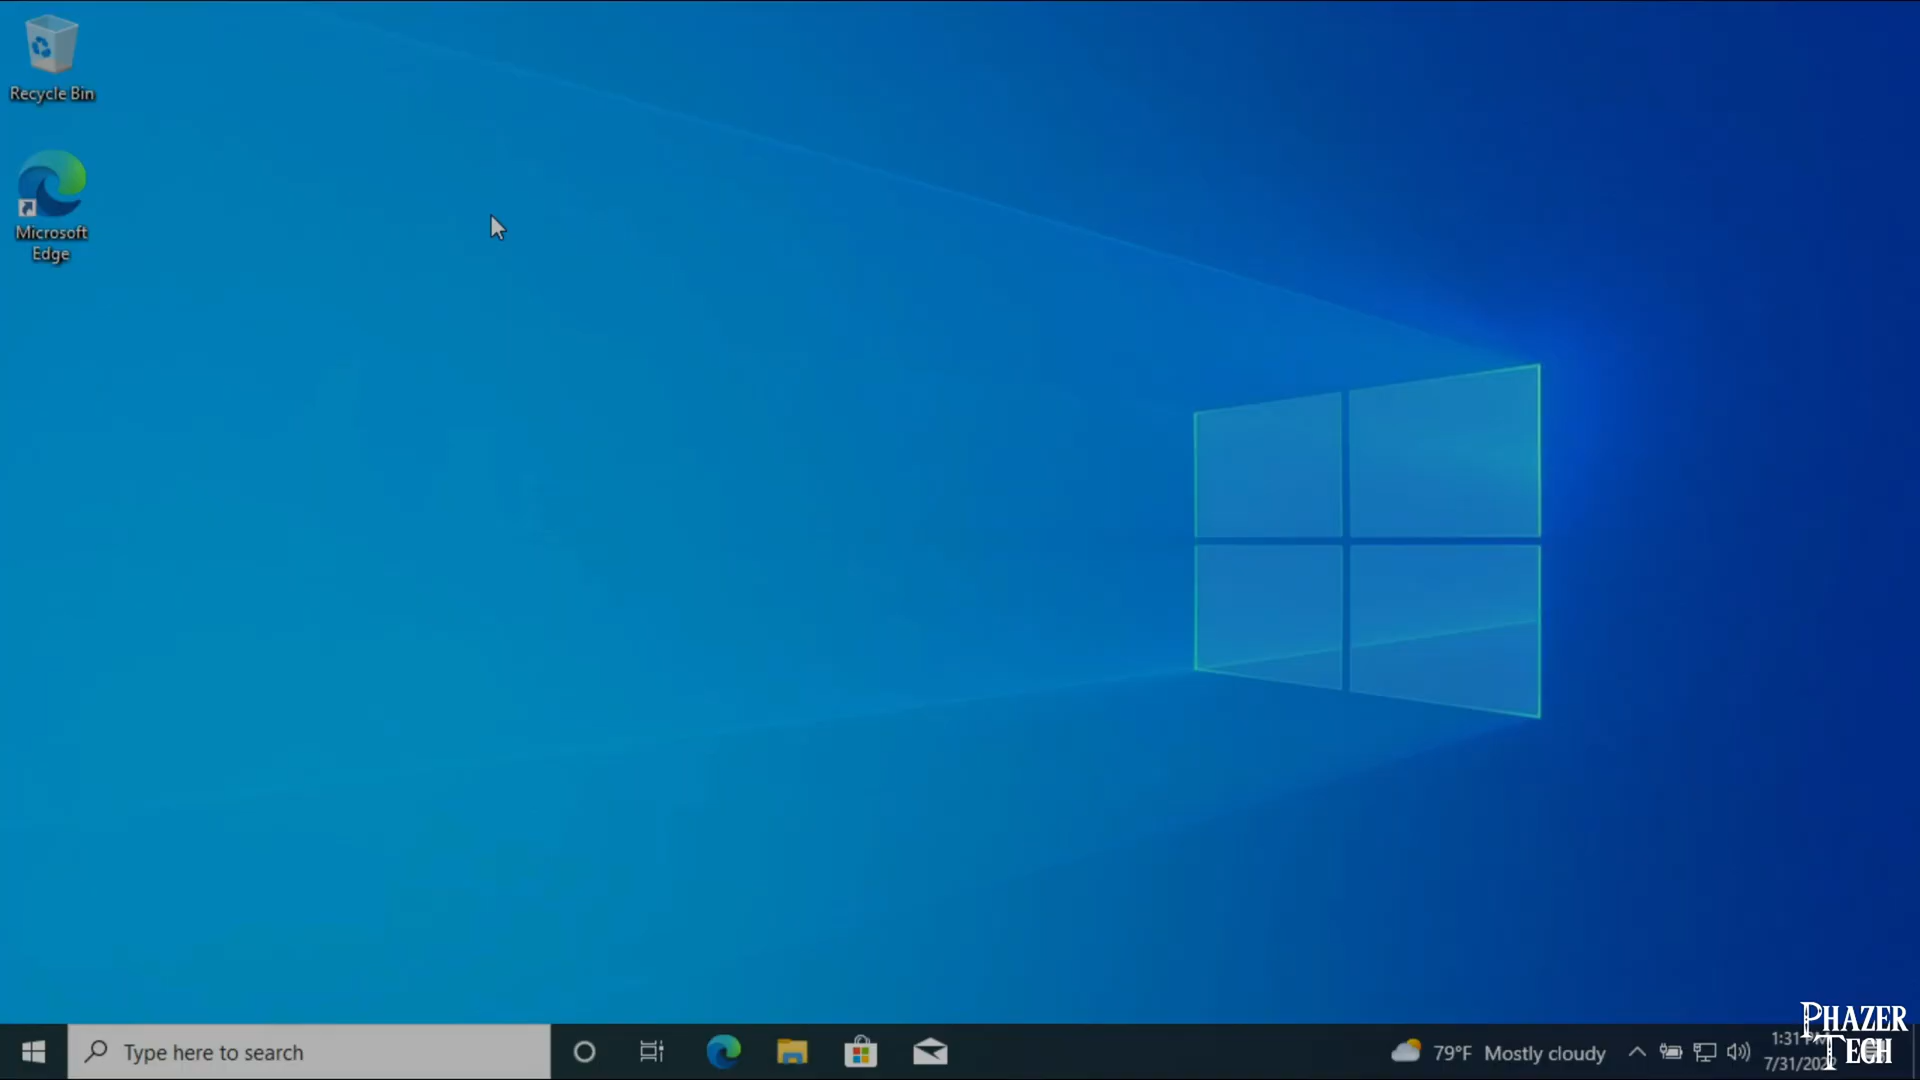 Recycle Bin
Microsoft
Edge
Type here to search
79°F Mostly cloudy
PHAZER
TECH